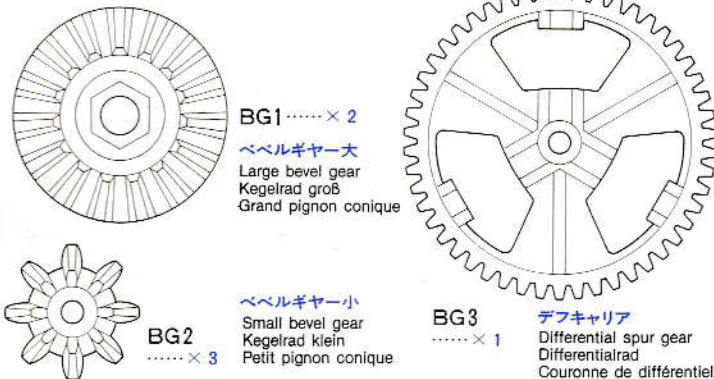 BG1 ······ × 2
ベベルギヤー大
Large bevel gear
Kegelrad groß
Grand pignon conique
BG2
······ × 3
ベベルギヤー小
Small bevel gear
Kegelrad klein
Petit pignon conique
BG3
······ × 1
デフキャリア
Differential spur gear
Differentialrad
Couronne de différentiel